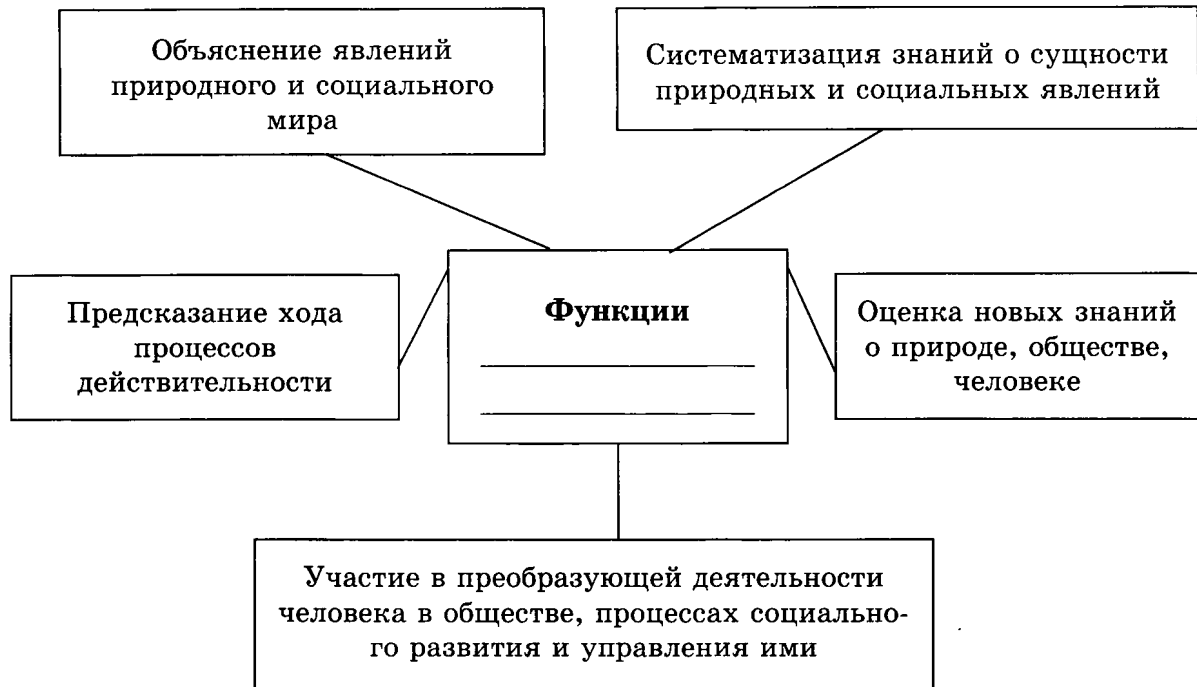 Объяснение явлений
природного и социального
мира
Систематизация знаний о сущности
природных и социальных явлений
Предсказание хода
процессов
действительности
Функции
Оценка новых знаний
о природе, обществе,
человеке
Участие в преобразующей деятельности
человека в обществе, процессах социально-
го развития и управления ими